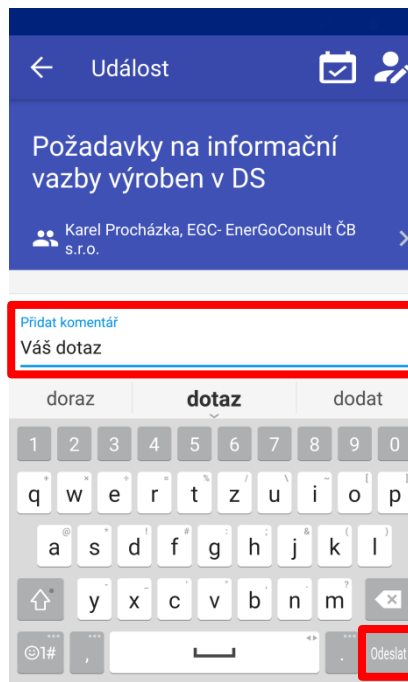 Událost
Požadavky na informační
vazby výroben v DS
Karel Procházka, EGC- EnerGoConsult ČB
s.r.o.
Přidat komentář
Váš dotaz
doraz dotaz dodat
1 2 3 4 5 6 7 8 9 0
q w e r t z u i o p
a s d f g h j k l
y x c v b n m
☺1# , . Odeslat